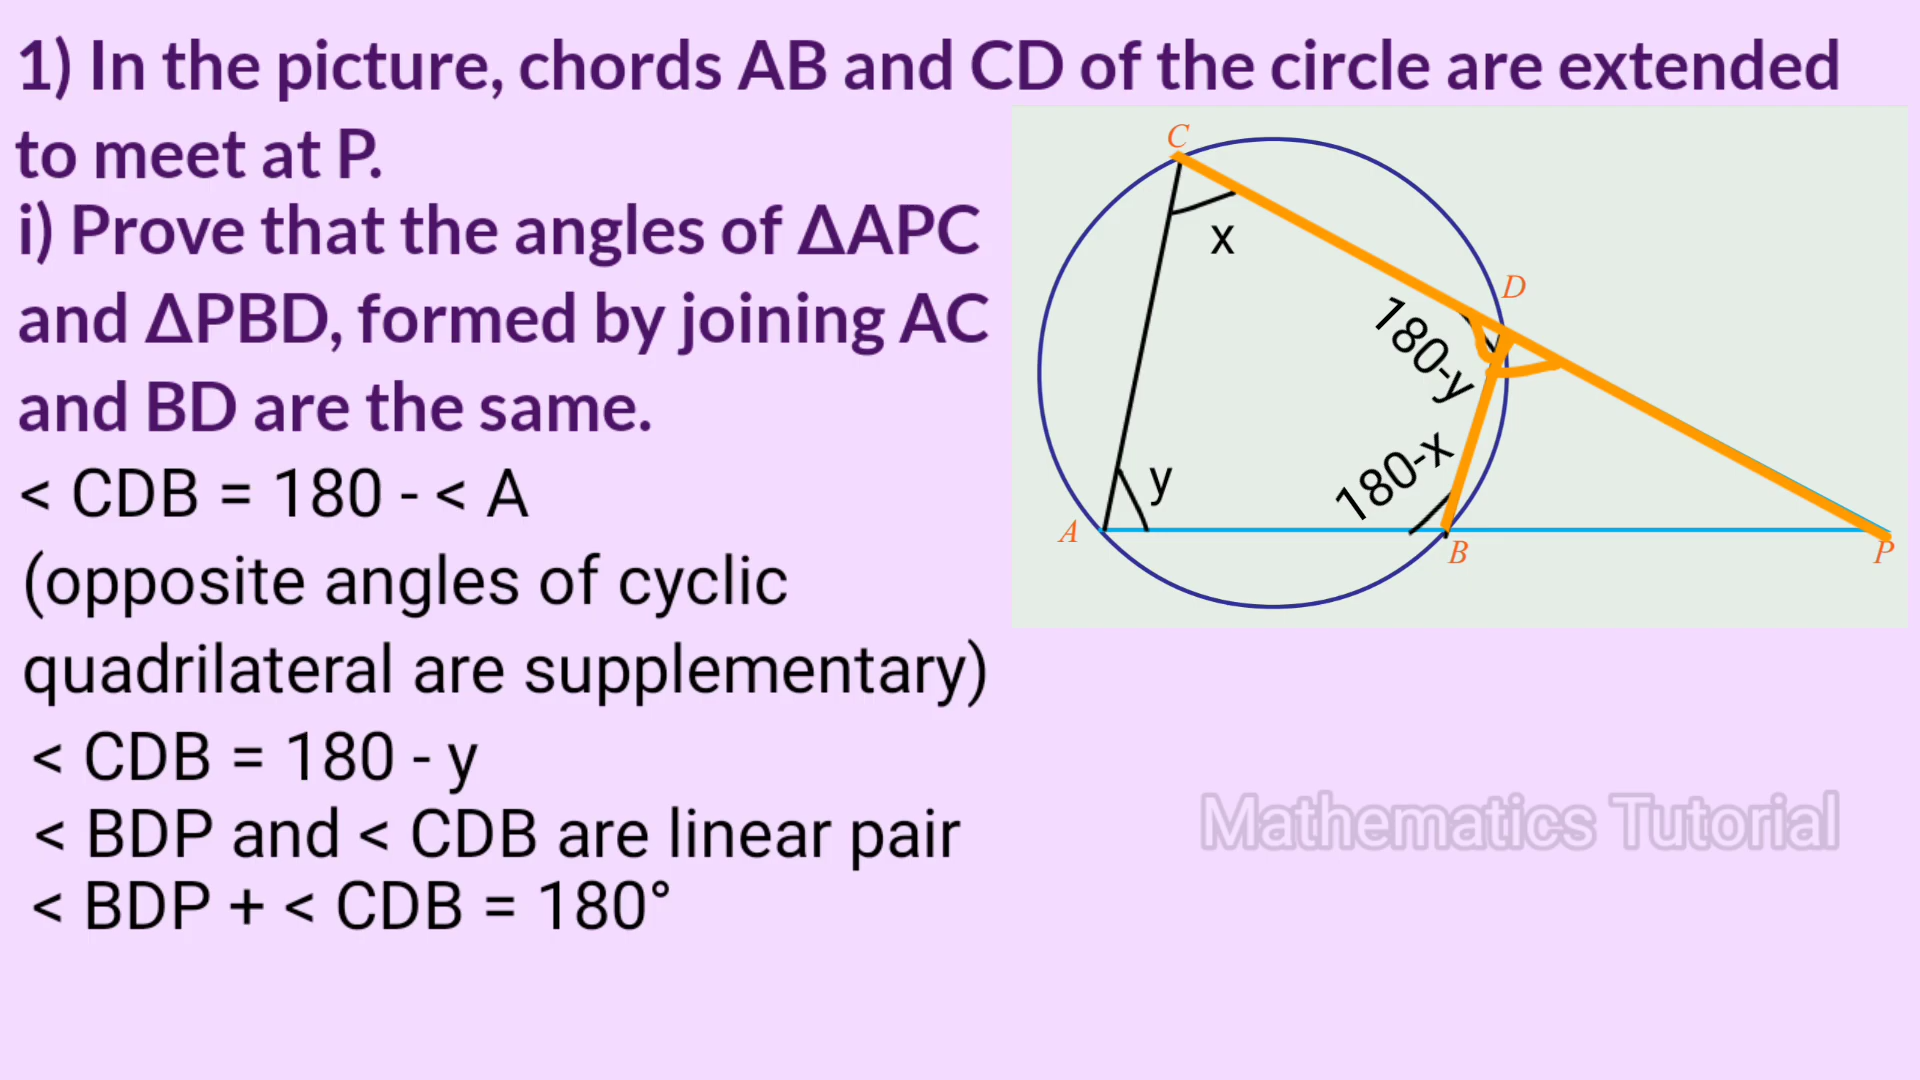 1) In the picture, chords AB and CD of the circle are extended
to meet at P.
i) Prove that the angles of ΔAPC
and ΔPBD, formed by joining AC
and BD are the same.
< CDB = 180 - < A
(opposite angles of cyclic
quadrilateral are supplementary)
< CDB = 180 - y
< BDP and < CDB are linear pair
< BDP + < CDB = 180°
C
x
D
180-y
180-x
y
A
B
P
Mathematics Tutorial